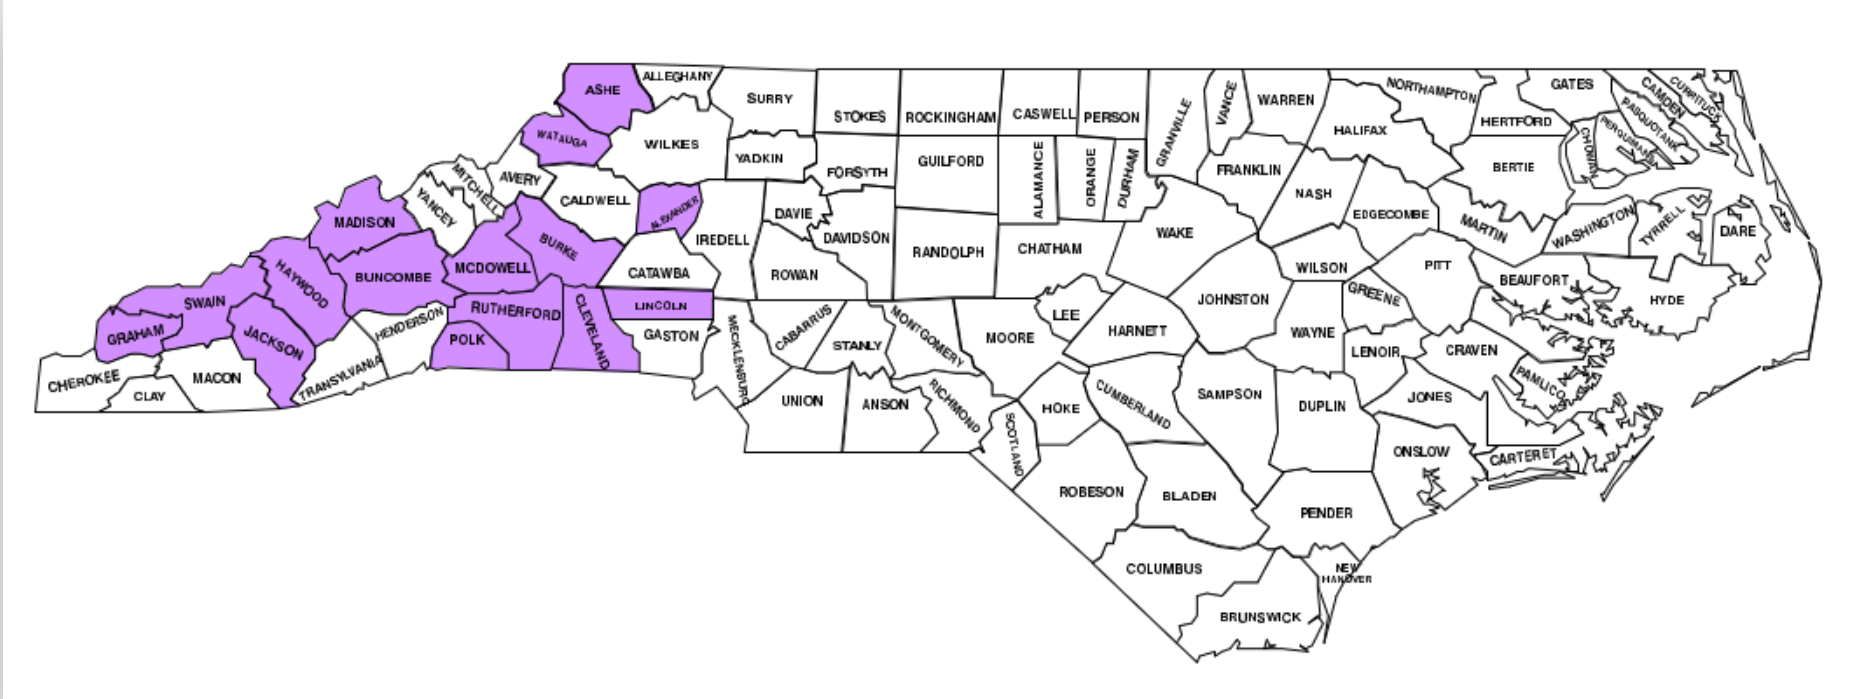 ASHE
ALLEGHANY
SURRY
STOKES
ROCKINGHAM
CASWELL
PERSON
GRANVILLE
VANCE
WARREN
NORTHAMPTON
GATES
CURRITUCK
CAMDEN
PASQUOTANK
PERQUIMANS
CHOWAN
HERTFORD
HALIFAX
BERTIE
WATAUGA
WILKES
YADKIN
FORSYTH
GUILFORD
ALAMANCE
ORANGE
DURHAM
FRANKLIN
NASH
EDGECOMBE
MARTIN
WASHINGTON
TYRRELL
DARE
MITCHELL
AVERY
YANCEY
CALDWELL
ALEXANDER
IREDELL
DAVIE
DAVIDSON
RANDOLPH
CHATHAM
WAKE
WILSON
PITT
BEAUFORT
HYDE
MADISON
BURKE
MCDOWELL
BUNCOMBE
HAYWOOD
CATAWBA
ROWAN
JOHNSTON
GREENE
SWAIN
GRAHAM
JACKSON
HENDERSON
RUTHERFORD
POLK
CLEVELAND
LINCOLN
GASTON
MECKLENBURG
CABARRUS
STANLY
MONTGOMERY
MOORE
LEE
HARNETT
WAYNE
LENOIR
CRAVEN
PAMLICO
CHEROKEE
CLAY
MACON
TRANSYLVANIA
UNION
ANSON
RICHMOND
SCOTLAND
HOKE
CUMBERLAND
SAMPSON
DUPLIN
JONES
ONSLOW
CARTERET
ROBESON
BLADEN
PENDER
COLUMBUS
NEW
HANOVER
BRUNSWICK